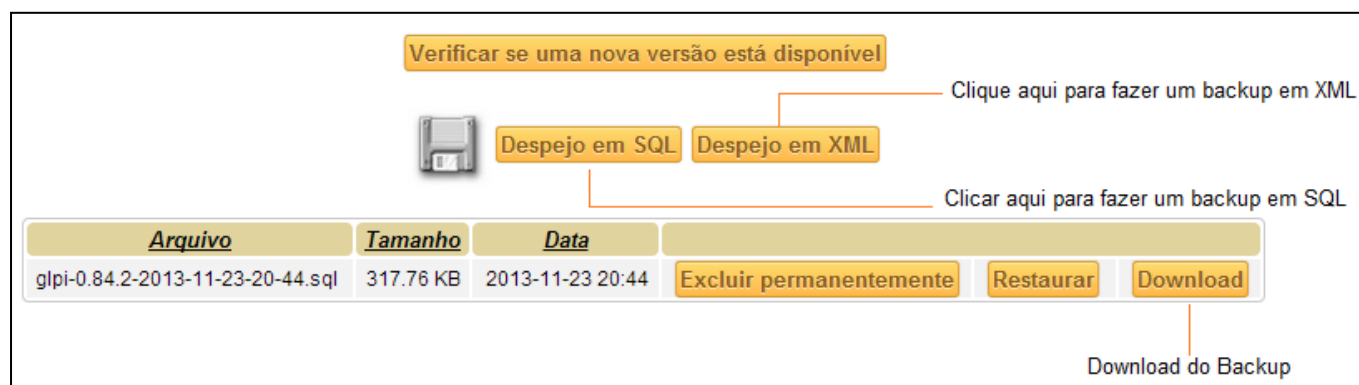 Verificar se uma nova versão está disponível
Clique aqui para fazer um backup em XML
Despejo em SQL Despejo em XML
Clicar aqui para fazer um backup em SQL
Arquivo Tamanho Data
glpi-0.84.2-2013-11-23-20-44.sql 317.76 KB 2013-11-23 20:44 Excluir permanentemente Restaurar Download
Download do Backup